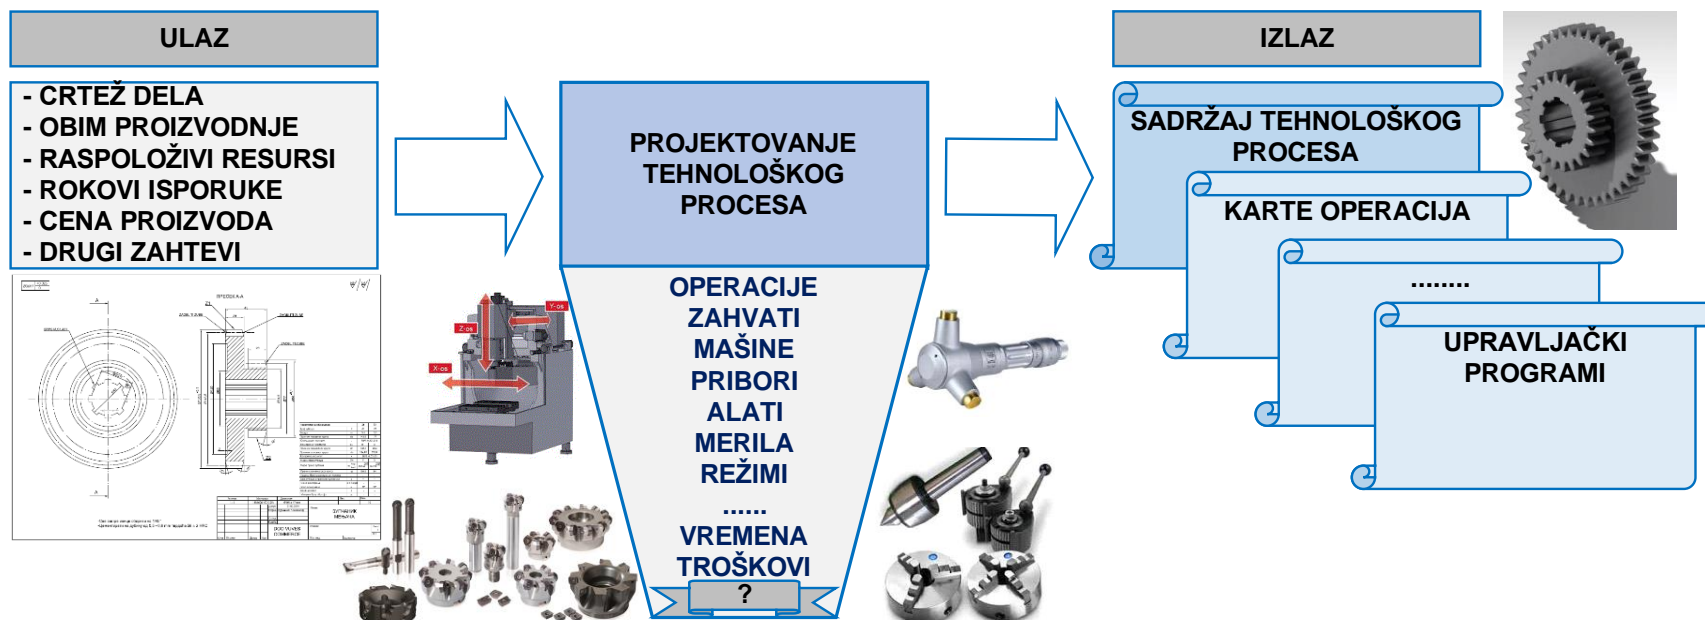 ULAZ
- CRTEŽ DELA
- OBIM PROIZVODNJE
- RASPOLOŽIVI RESURSI
- ROKOVI ISPORUKE
- CENA PROIZVODA
- DRUGI ZAHTEVI
PROJEKTOVANJE
TEHNOLOŠKOG
PROCESA
OPERACIJE
ZAHVATI
MAŠINE
PRIBORI
ALATI
MERILA
REŽIMI
......
VREMENA
TROŠKOVI
?
Z-os
Y-os
X-os
IZLAZ
SADRŽAJ TEHNOLOŠKOG
PROCESA
KARTE OPERACIJA
........
UPRAVLJAČKI
PROGRAMI